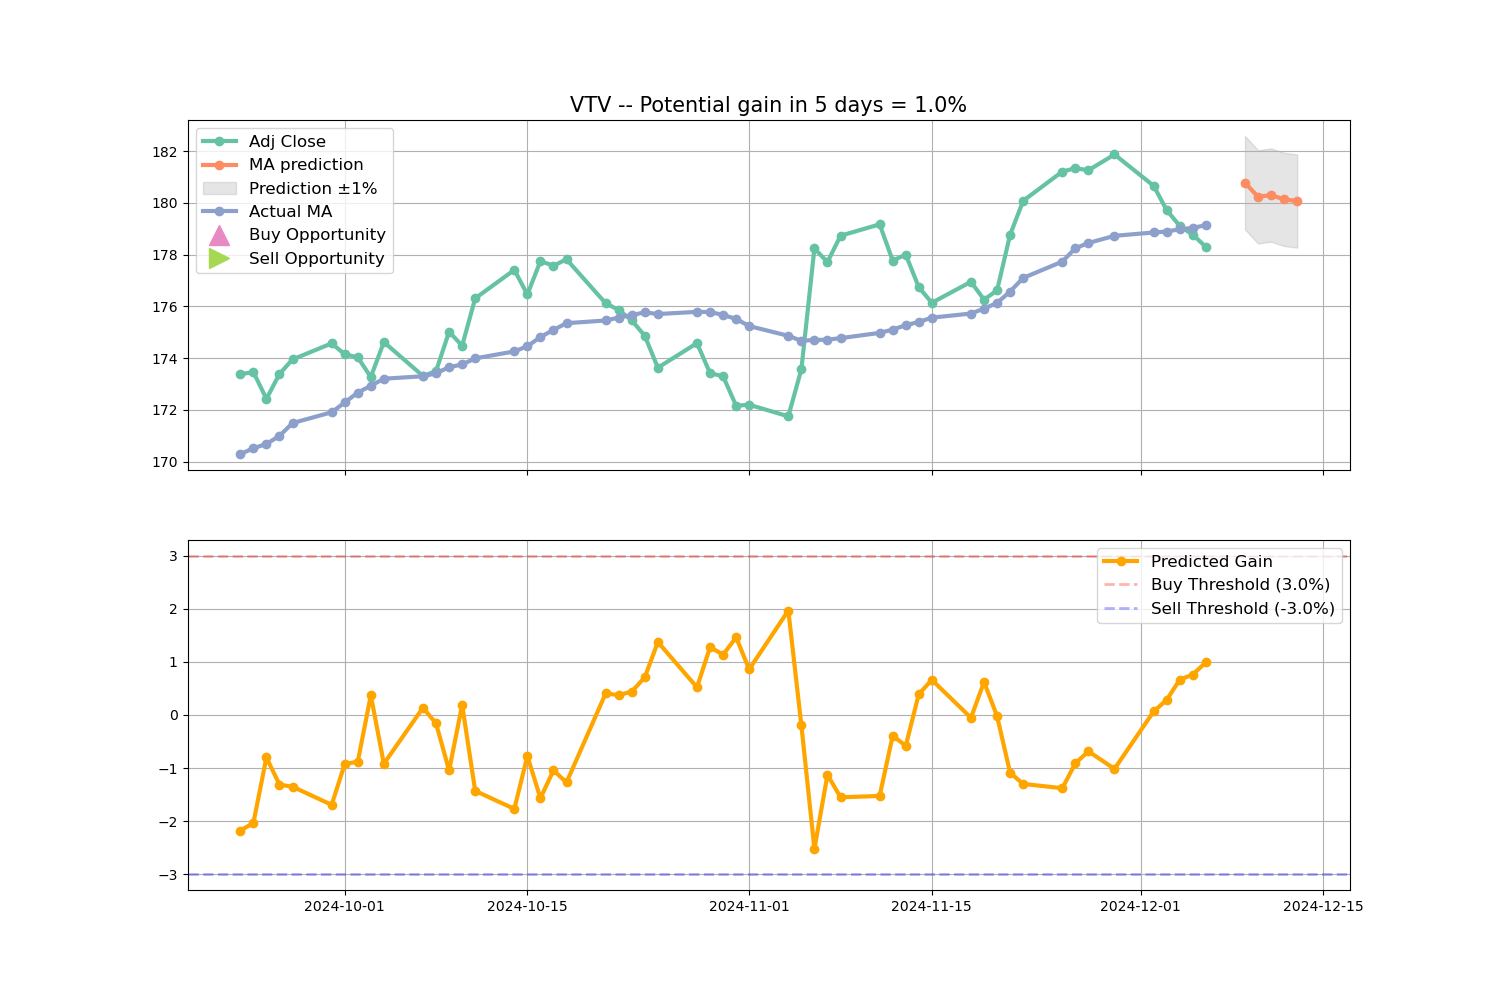 VTV -- Potential gain in 5 days = 1.0%
Adj Close
MA prediction
Prediction ±1%
Actual MA
Buy Opportunity
Sell Opportunity
182
180
178
176
174
172
170
Predicted Gain
Buy Threshold (3.0%)
Sell Threshold (-3.0%)
3
2
1
0
−1
−2
−3
2024-10-01
2024-10-15
2024-11-01
2024-11-15
2024-12-01
2024-12-15